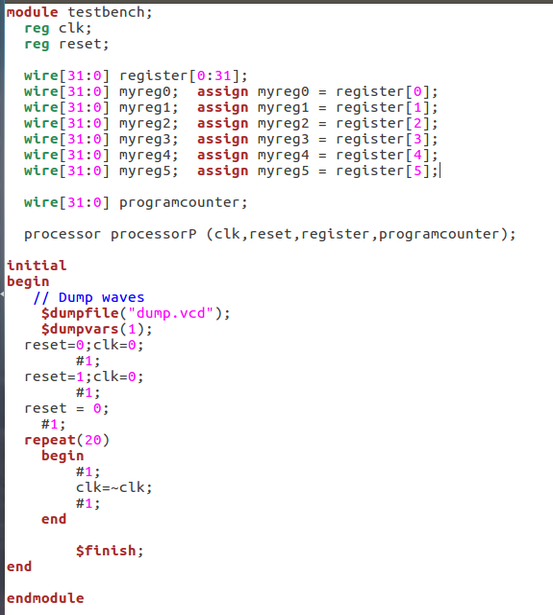 module testbench;
  reg clk;
  reg reset;

  wire[31:0] register[0:31];
  wire[31:0] myreg0;  assign myreg0 = register[0];
  wire[31:0] myreg1;  assign myreg1 = register[1];
  wire[31:0] myreg2;  assign myreg2 = register[2];
  wire[31:0] myreg3;  assign myreg3 = register[3];
  wire[31:0] myreg4;  assign myreg4 = register[4];
  wire[31:0] myreg5;  assign myreg5 = register[5];

  wire[31:0] programcounter;

  processor processorP (clk,reset,register,programcounter);

initial
begin
   // Dump waves
    $dumpfile("dump.vcd");
    $dumpvars(1);
  reset=0;clk=0;
        #1;
  reset=1;clk=0;
        #1;
  reset = 0;
    #1;
  repeat(20)
    begin
        #1;
        clk=~clk;
        #1;
    end

        $finish;
end

endmodule